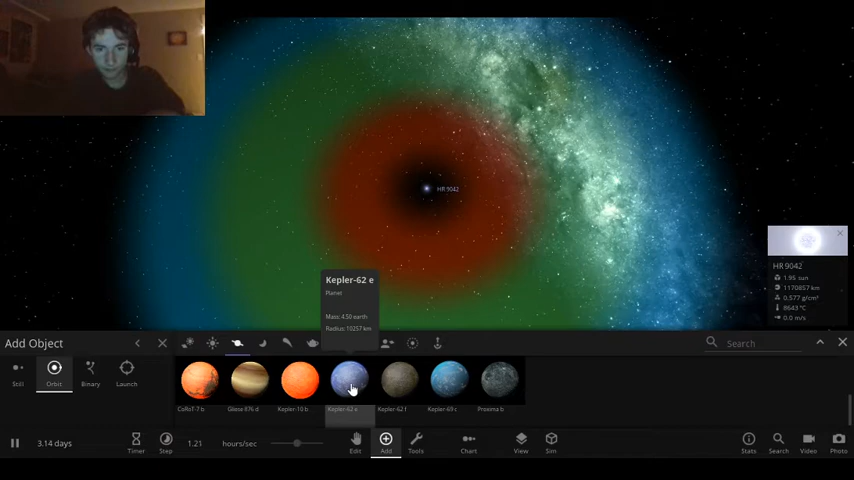 HR 9042
Kepler-62 e
Planet
Mass: 4.50 earth
Radius: 10257 km
HR 9042
1.95 sun
1170857 km
0.577 g/cm³
8643 °C
0.0 m/s
Add Object
Search
Still
Orbit
Binary
Launch
CoRoT-7 b
Gliese 876 d
Kepler-10 b
Kepler-62 e
Kepler-62 f
Kepler-69 c
Proxima b
3.14 days
Timer
Step
1.21
hours/sec
Edit
Add
Tools
Chart
View
Sim
Stats
Search
Video
Photo